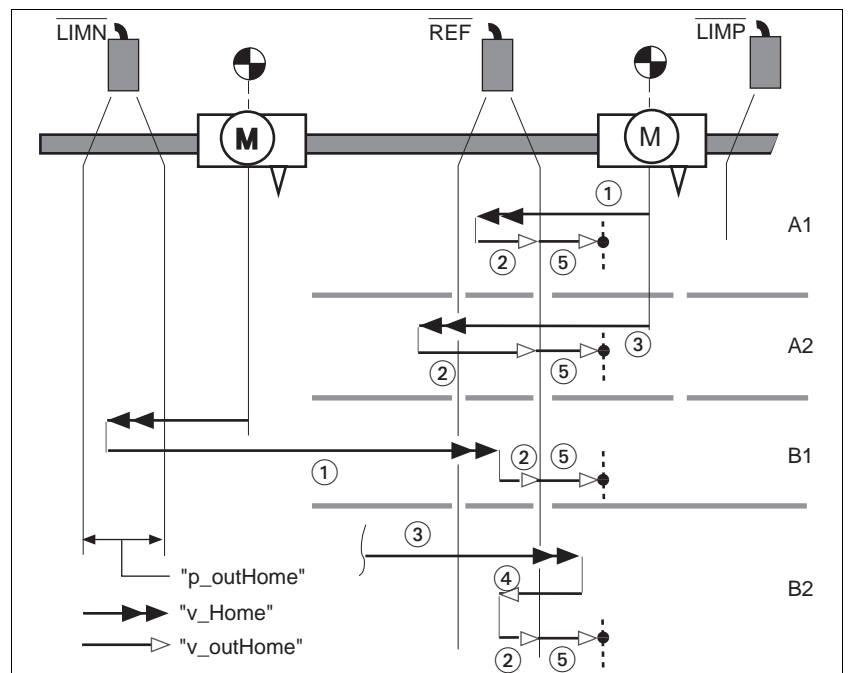 LIMN REF LIMP
M M
1
A1
2 5
3
A2
2 5
2 5
B1
1
3
4
B2
2 5
"p_outHome"
"v_Home"
"v_outHome"